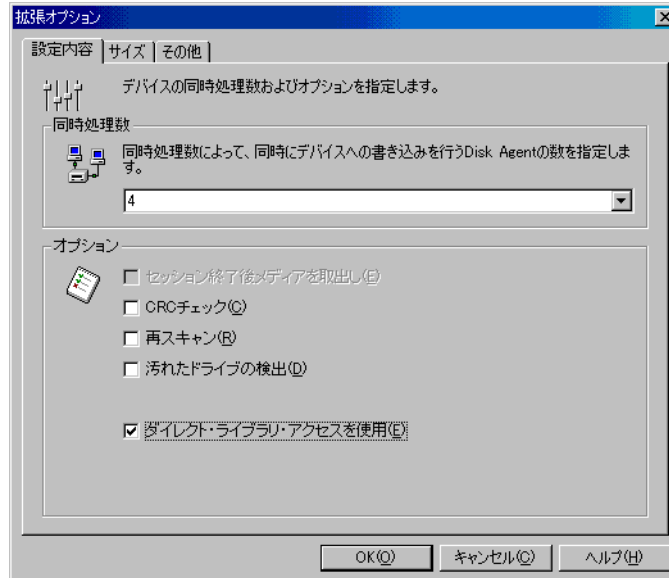 拡張オプション
設定内容 サイズ その他
デバイスの同時処理数およびオプションを指定します。
同時処理数
同時処理数によって、同時にデバイスへの書き込みを行うDisk Agentの数を指定しま
す。
4
オプション
セッション終了後メディアを取出し(E)
CRCチェック(C)
再スキャン(R)
汚れたドライブの検出(D)
ダイレクト・ライブラリ・アクセスを使用(E)
OK(O) キャンセル(C) ヘルプ(H)